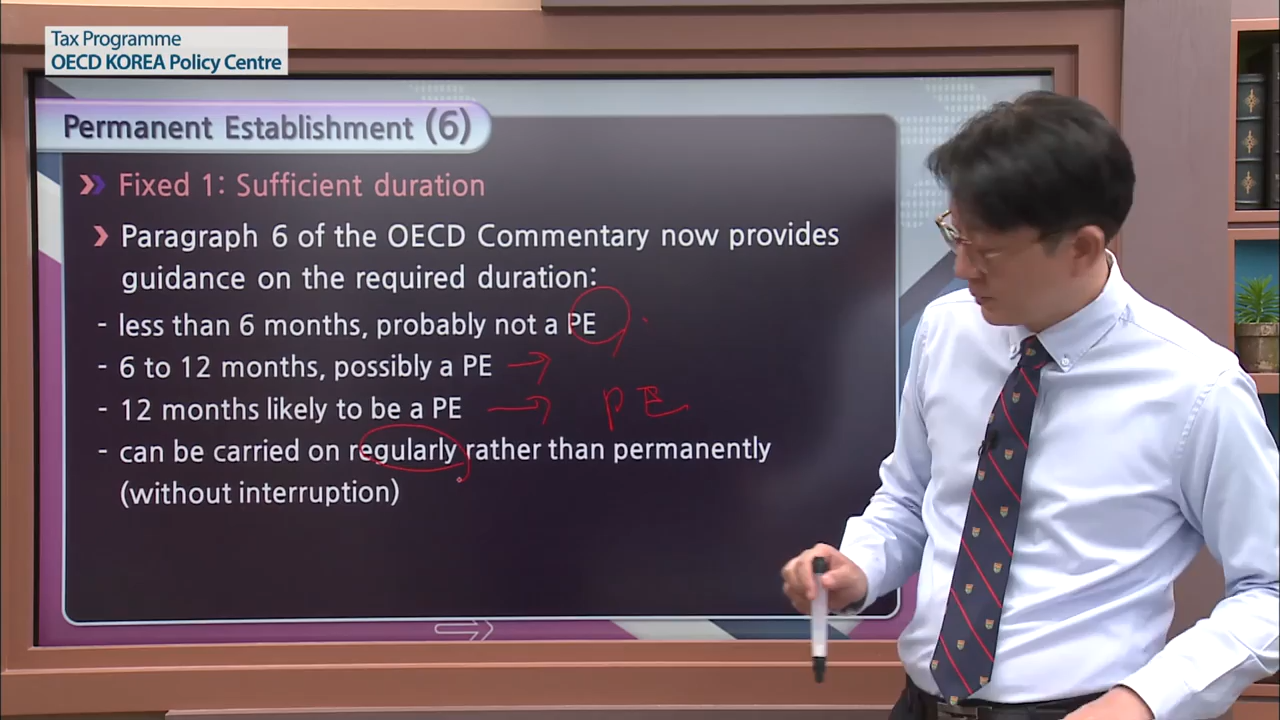 Tax Programme
OECD KOREA Policy Centre
Permanent Establishment (6)
Fixed 1: Sufficient duration
Paragraph 6 of the OECD Commentary now provides
guidance on the required duration:
- less than 6 months, probably not a PE
- 6 to 12 months, possibly a PE
- 12 months likely to be a PE
PE
- can be carried on regularly rather than permanently
(without interruption)